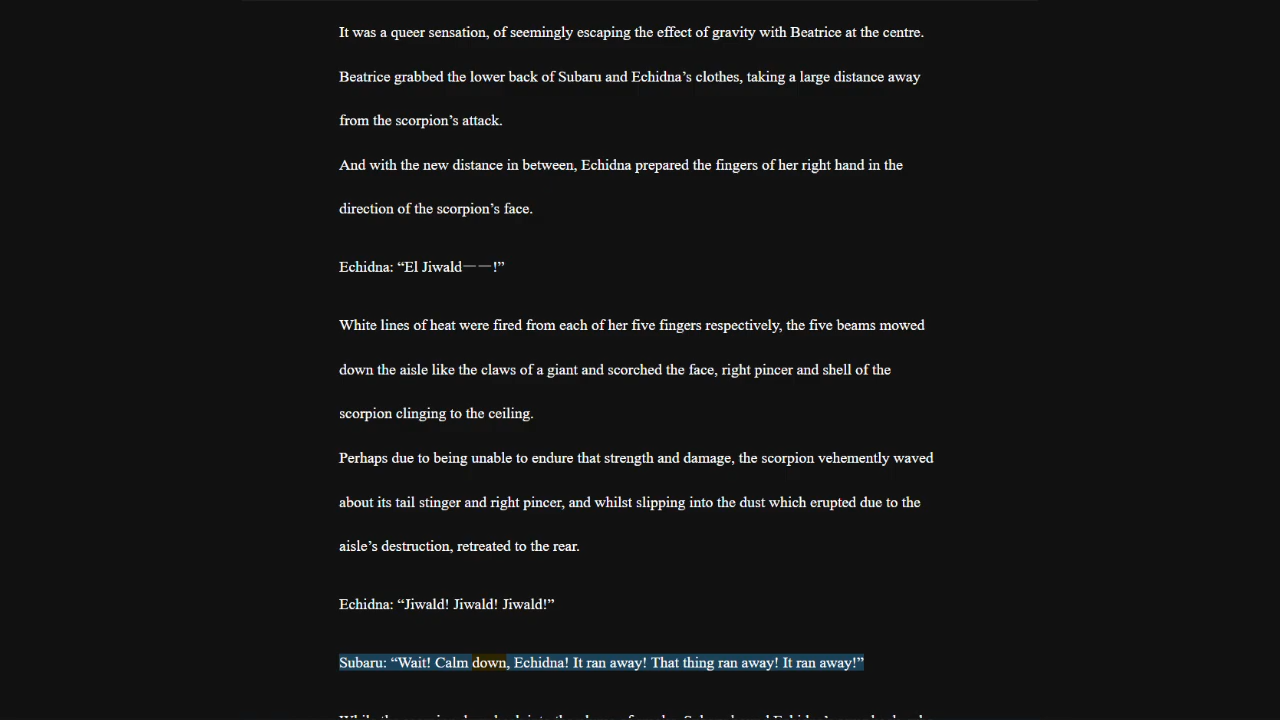 It was a queer sensation, of seemingly escaping the effect of gravity with Beatrice at the centre.
Beatrice grabbed the lower back of Subaru and Echidna’s clothes, taking a large distance away
from the scorpion’s attack.
And with the new distance in between, Echidna prepared the fingers of her right hand in the
direction of the scorpion’s face.
Echidna: “El Jiwald――!”
White lines of heat were fired from each of her five fingers respectively, the five beams mowed
down the aisle like the claws of a giant and scorched the face, right pincer and shell of the
scorpion clinging to the ceiling.
Perhaps due to being unable to endure that strength and damage, the scorpion vehemently waved
about its tail stinger and right pincer, and whilst slipping into the dust which erupted due to the
aisle’s destruction, retreated to the rear.
Echidna: “Jiwald! Jiwald! Jiwald!”
Subaru: “Wait! Calm down, Echidna! It ran away! That thing ran away! It ran away!”